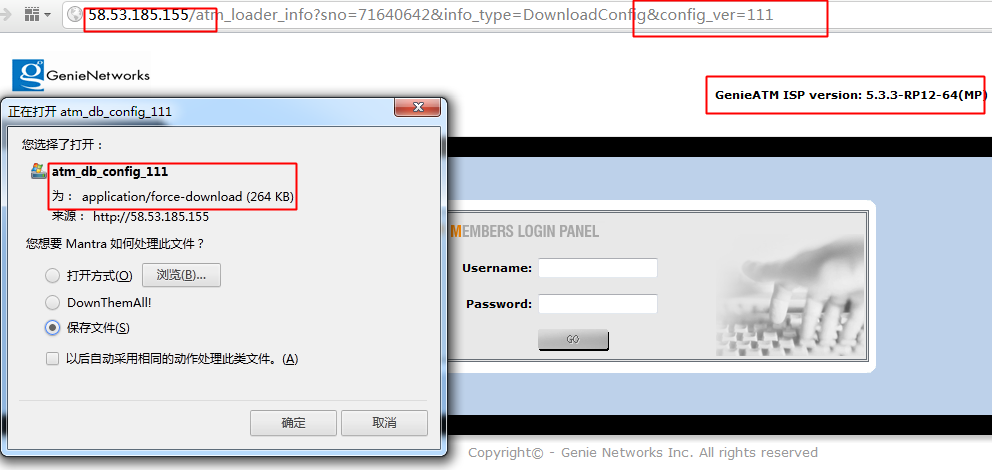 58.53.185.155/atm_loader_info?sno=71640642&info_type=DownloadConfig&config_ver=111
g GenieNetworks
GenieATM ISP version: 5.3.3-RP12-64(MP)
正在打开 atm_db_config_111
您选择了打开：
atm_db_config_111
为： application/force-download (264 KB)
来源： http://58.53.185.155
您想要 Mantra 如何处理此文件？
打开方式(O) 浏览(B)...
DownThemAll!
保存文件(S)
以后自动采用相同的动作处理此类文件。(A)
确定 取消
MEMBERS LOGIN PANEL
Username:
Password:
GO
Copyright© - Genie Networks Inc. All rights reserved